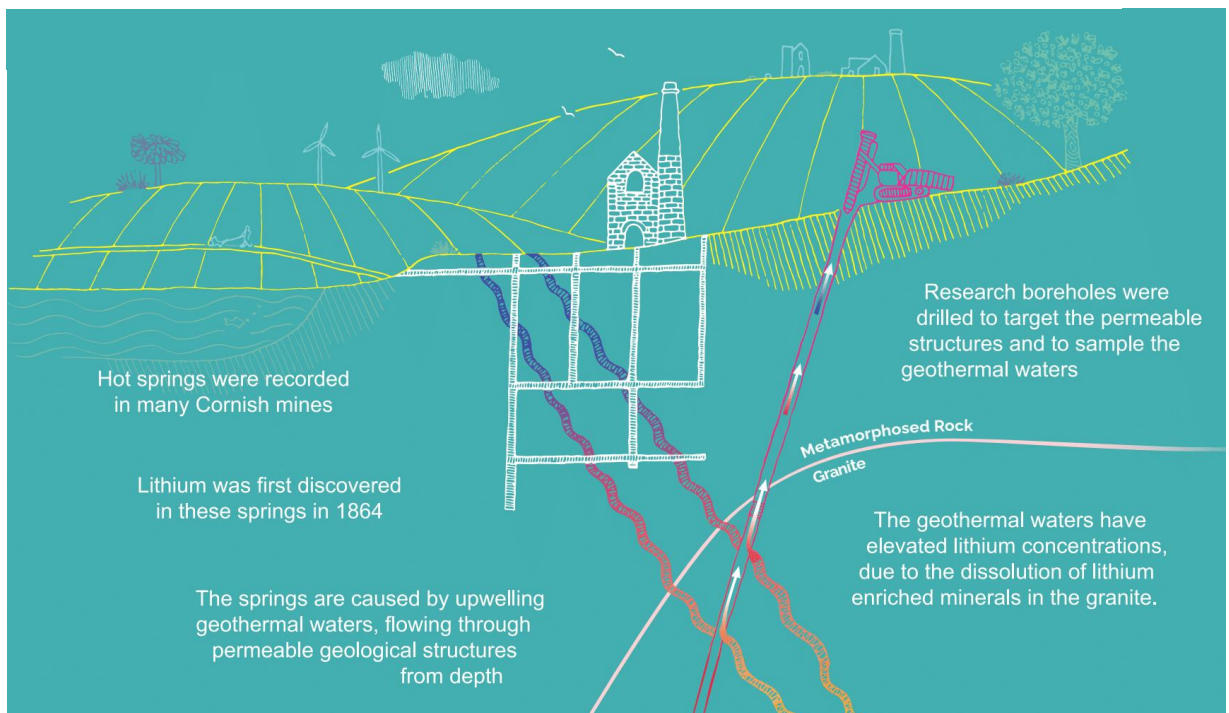 Hot springs were recorded
in many Cornish mines
Lithium was first discovered
in these springs in 1864
The springs are caused by upwelling
geothermal waters, flowing through
permeable geological structures
from depth
Research boreholes were
drilled to target the permeable
structures and to sample the
geothermal waters
Metamorphosed Rock
Granite
The geothermal waters have
elevated lithium concentrations,
due to the dissolution of lithium
enriched minerals in the granite.